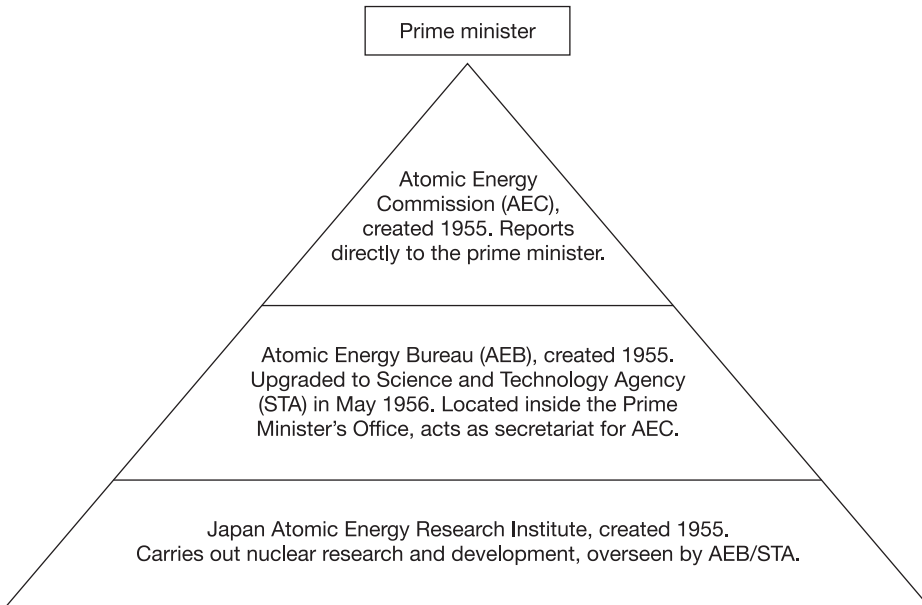 Prime minister
Atomic Energy
Commission (AEC),
created 1955. Reports
directly to the prime minister.
Atomic Energy Bureau (AEB), created 1955.
Upgraded to Science and Technology Agency
(STA) in May 1956. Located inside the Prime
Minister’s Office, acts as secretariat for AEC.
Japan Atomic Energy Research Institute, created 1955.
Carries out nuclear research and development, overseen by AEB/STA.